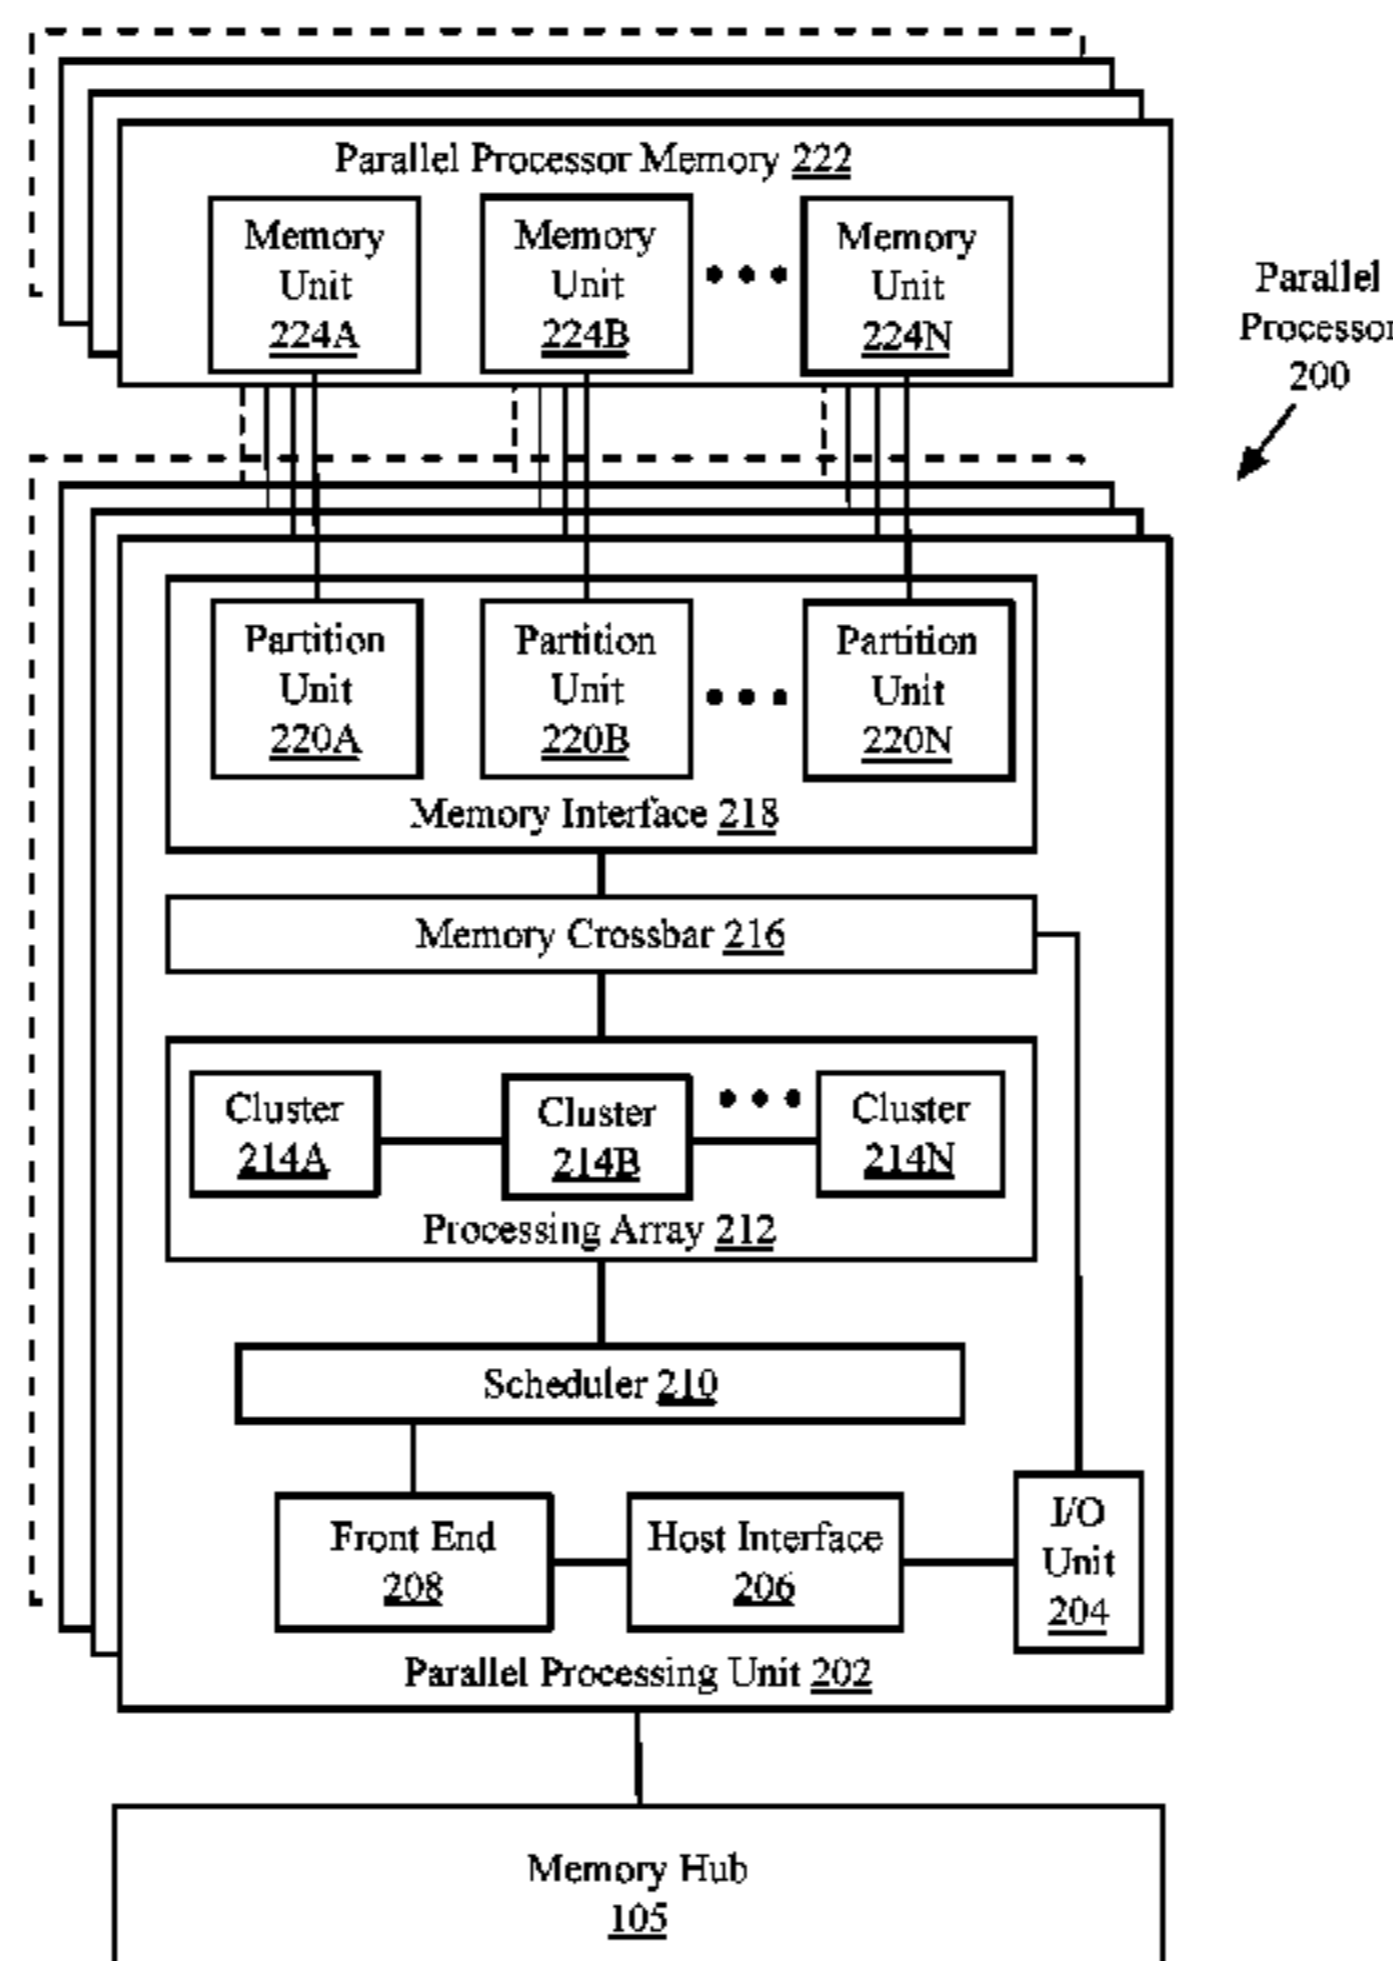 Parallel Processor Memory 222
Memory
Unit
224A
Memory
Unit
224B
Memory
Unit
224N
Parallel
Processor
200
Partition
Unit
220A
Partition
Unit
220B
Partition
Unit
220N
Memory Interface 218
Memory Crossbar 216
Cluster
214A
Cluster
214B
Cluster
214N
Processing Array 212
Scheduler 210
Front End
208
Host Interface
206
I/O
Unit
204
Parallel Processing Unit 202
Memory Hub
105